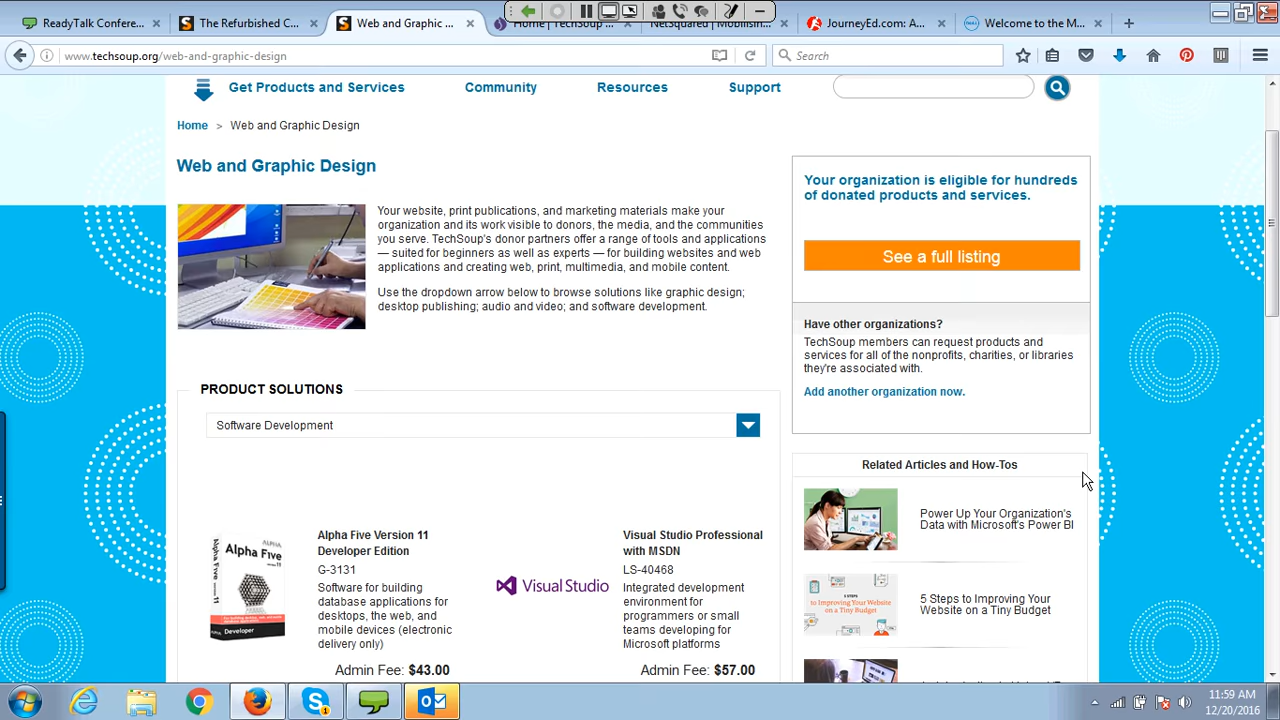 ReadyTalk Confere...
The Refurbished C...
Web and Graphic ...
Home | TechSoup ...
NetSquared | Mobilism...
JourneyEd.com: A...
Welcome to the M...
www.techsoup.org/web-and-graphic-design
Search
Get Products and Services
Community
Resources
Support
Home > Web and Graphic Design
Web and Graphic Design
Your website, print publications, and marketing materials make your
organization and its work visible to donors, the media, and the communities
you serve. TechSoup's donor partners offer a range of tools and applications
— suited for beginners as well as experts — for building websites and web
applications and creating web, print, multimedia, and mobile content.
Use the dropdown arrow below to browse solutions like graphic design;
desktop publishing; audio and video; and software development.
Your organization is eligible for hundreds
of donated products and services.
See a full listing
Have other organizations?
TechSoup members can request products and
services for all of the nonprofits, charities, or libraries
they're associated with.
Add another organization now.
PRODUCT SOLUTIONS
Software Development
Alpha Five
Developer
Alpha Five Version 11
Developer Edition
G-3131
Software for building
database applications for
desktops, the web, and
mobile devices (electronic
delivery only)
Admin Fee: $43.00
Visual Studio
Visual Studio Professional
with MSDN
LS-40468
Integrated development
environment for
programmers or small
teams developing for
Microsoft platforms
Admin Fee: $57.00
Related Articles and How-Tos
Power Up Your Organization's
Data with Microsoft's Power BI
5 STEPS
to Improving Your
Website on a Tiny Budget
5 Steps to Improving Your
Website on a Tiny Budget
11:59 AM
12/20/2016